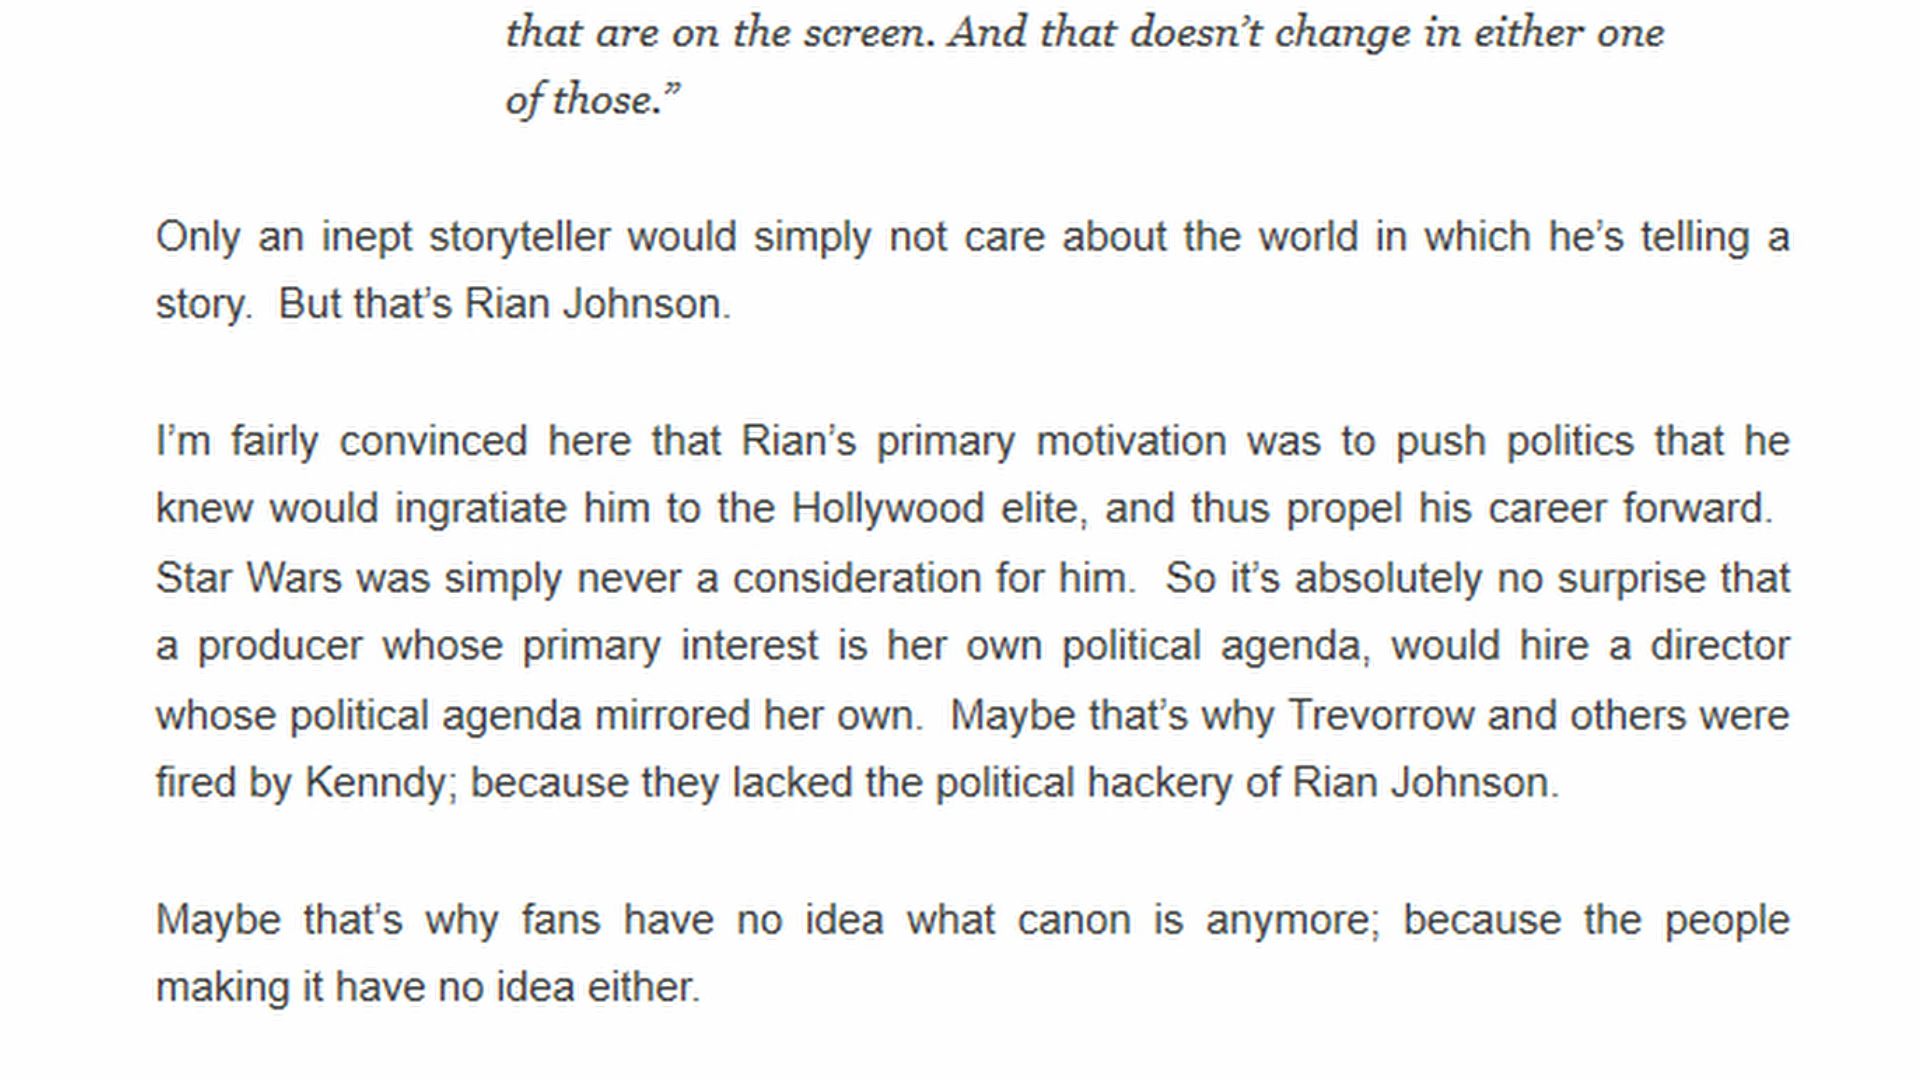 that are on the screen. And that doesn’t change in either one
of those.”
Only an inept storyteller would simply not care about the world in which he’s telling a
story.  But that’s Rian Johnson.
I’m fairly convinced here that Rian’s primary motivation was to push politics that he
knew would ingratiate him to the Hollywood elite, and thus propel his career forward.
Star Wars was simply never a consideration for him.  So it’s absolutely no surprise that
a producer whose primary interest is her own political agenda, would hire a director
whose political agenda mirrored her own.  Maybe that’s why Trevorrow and others were
fired by Kenndy; because they lacked the political hackery of Rian Johnson.
Maybe that’s why fans have no idea what canon is anymore; because the people
making it have no idea either.